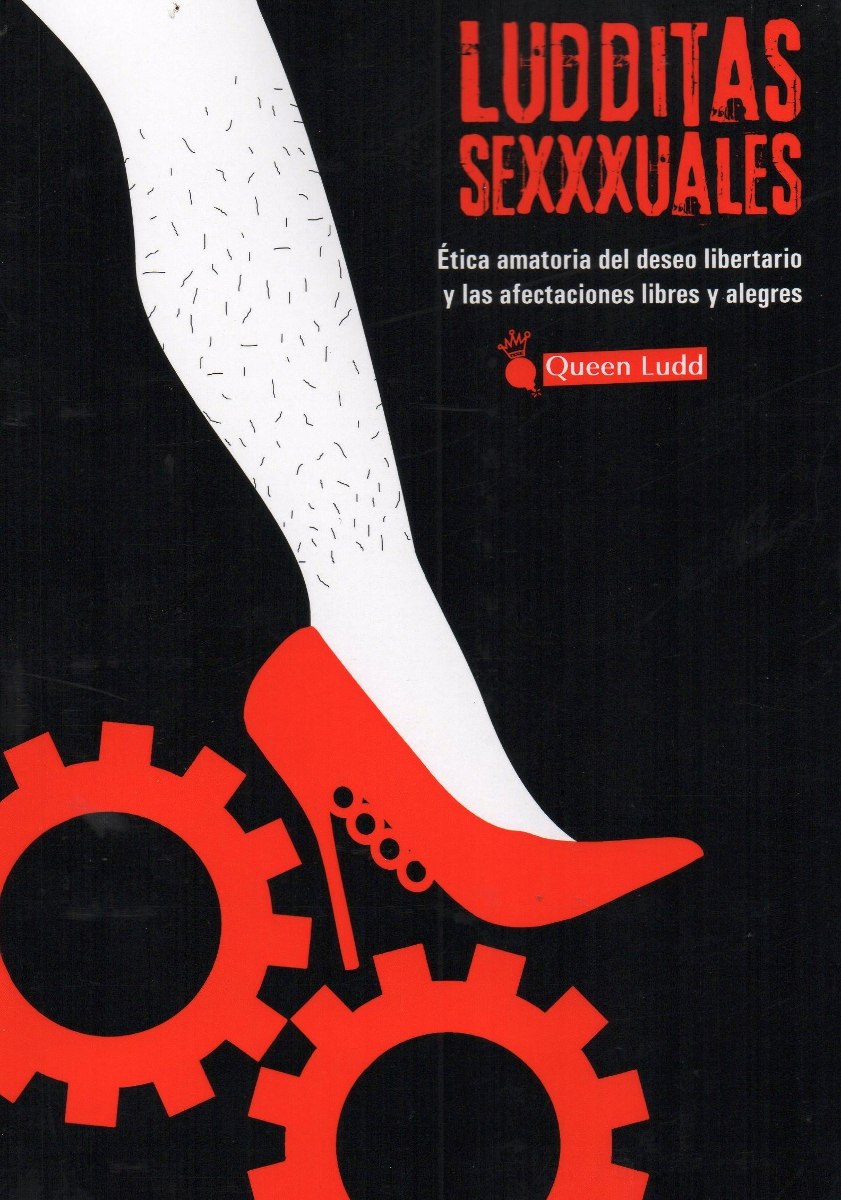 LUDDITAS
SEXXXUALES
Ética amatoria del deseo libertario
y las afectaciones libres y alegres
Queen Ludd